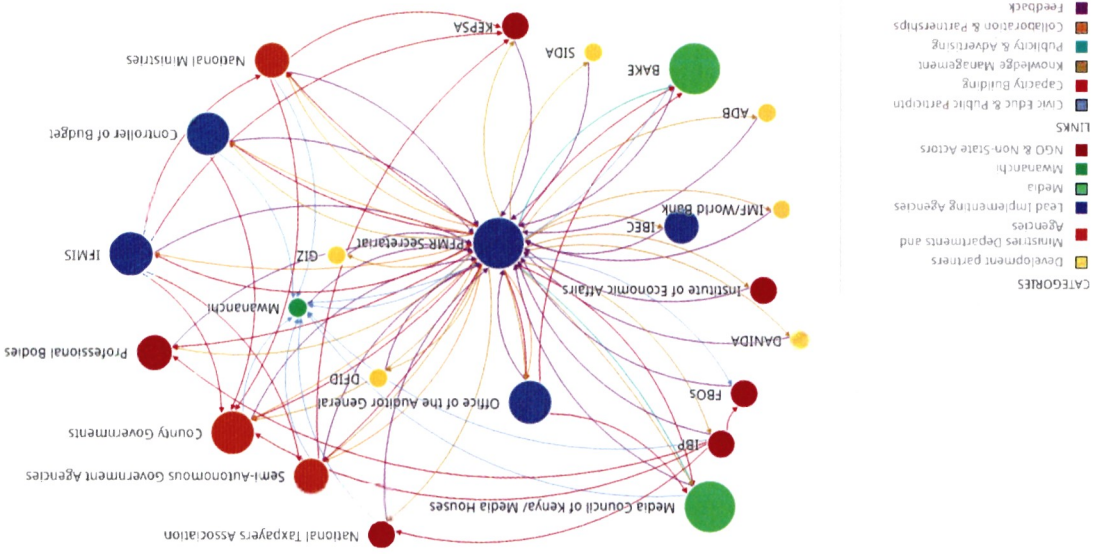 CATEGORIES
Development partners
Ministries Departments and
Agencies
Lead Implementing Agencies
Media
Mwananchi
NGO & Non-State Actors
LINKS
Civic Educ & Public Participtn
Capacity Building
Knowledge Management
Publicity & Advertising
Collaboration & Partnerships
Feedback
National Taxpayers Association
Media Council of Kenya/ Media Houses
Semi-Autonomous Government Agencies
IBP
County Governments
Office of the Auditor General
FBOs
DFID
Professional Bodies
DANIDA
Mwananchi
Institute of Economic Affairs
GIZ
IFMIS
PFMR-Secretariat
IBEC
IMF/World Bank
Controller of Budget
ADB
BAKE
National Ministries
SIDA
KEPSA